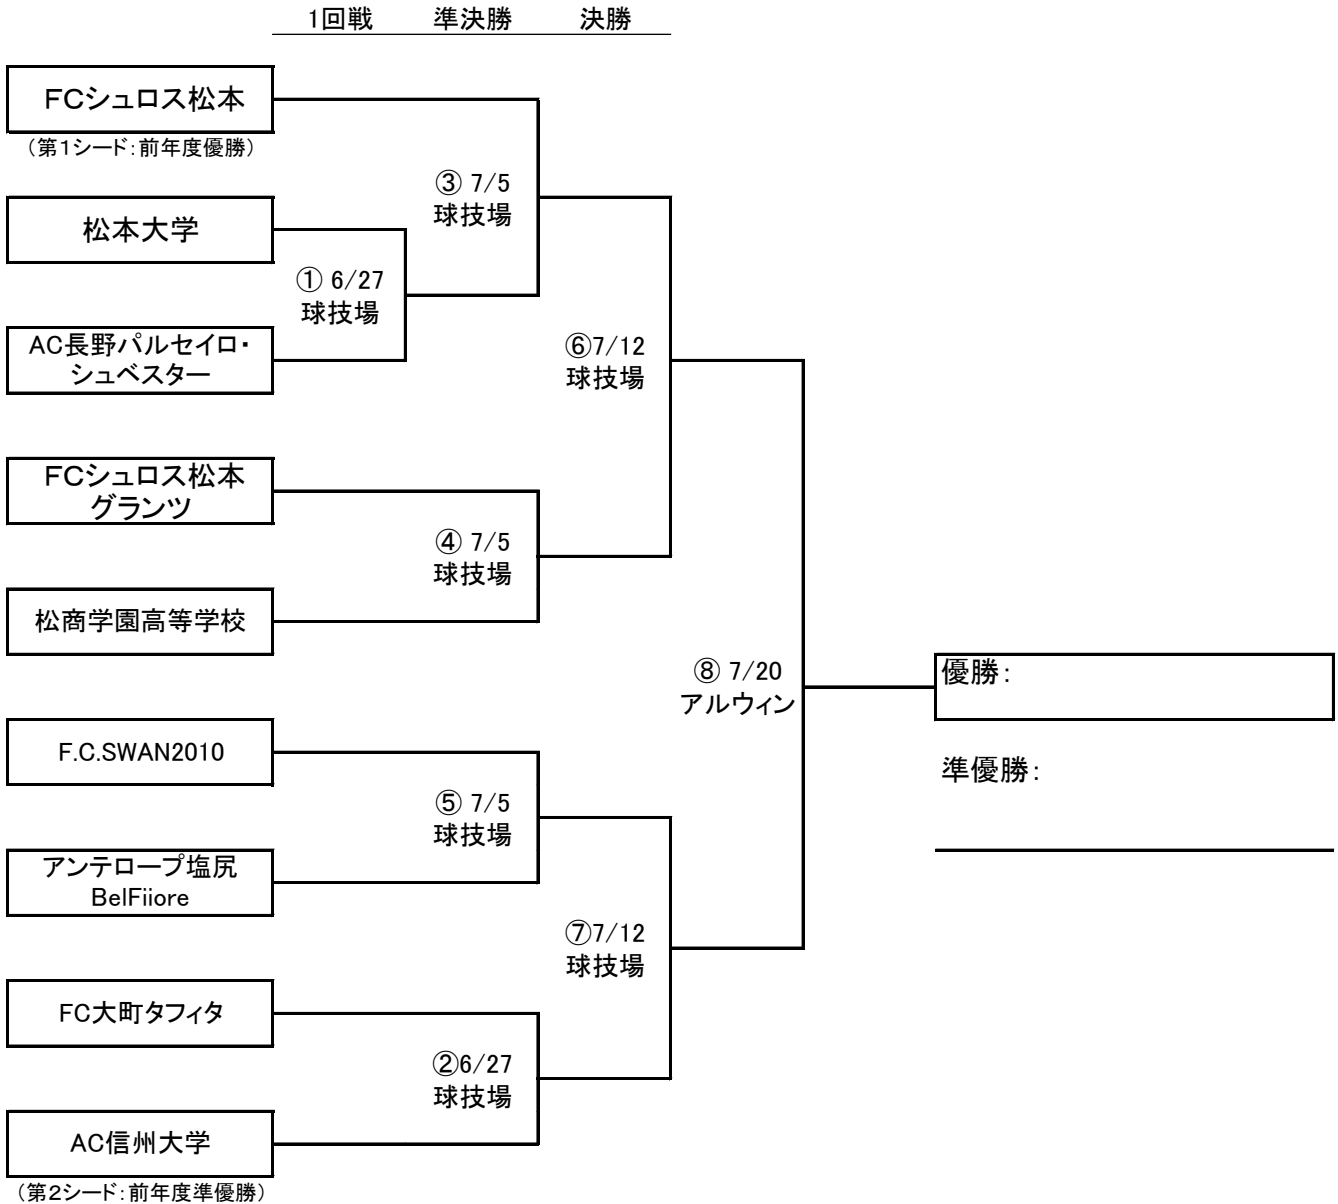 1回戦 準決勝 決勝
FCシュロス松本
（第1シード：前年度優勝）
③ 7/5
球技場
松本大学
① 6/27
球技場
AC長野パルセイロ・
シュベスター
⑥7/12
球技場
FCシュロス松本
グランツ
④ 7/5
球技場
松商学園高等学校
⑧ 7/20
アルウィン
優勝：
F.C.SWAN2010
準優勝：
⑤ 7/5
球技場
アンテロープ塩尻
BelFiiore
⑦7/12
球技場
FC大町タフィタ
②6/27
球技場
AC信州大学
（第2シード：前年度準優勝）